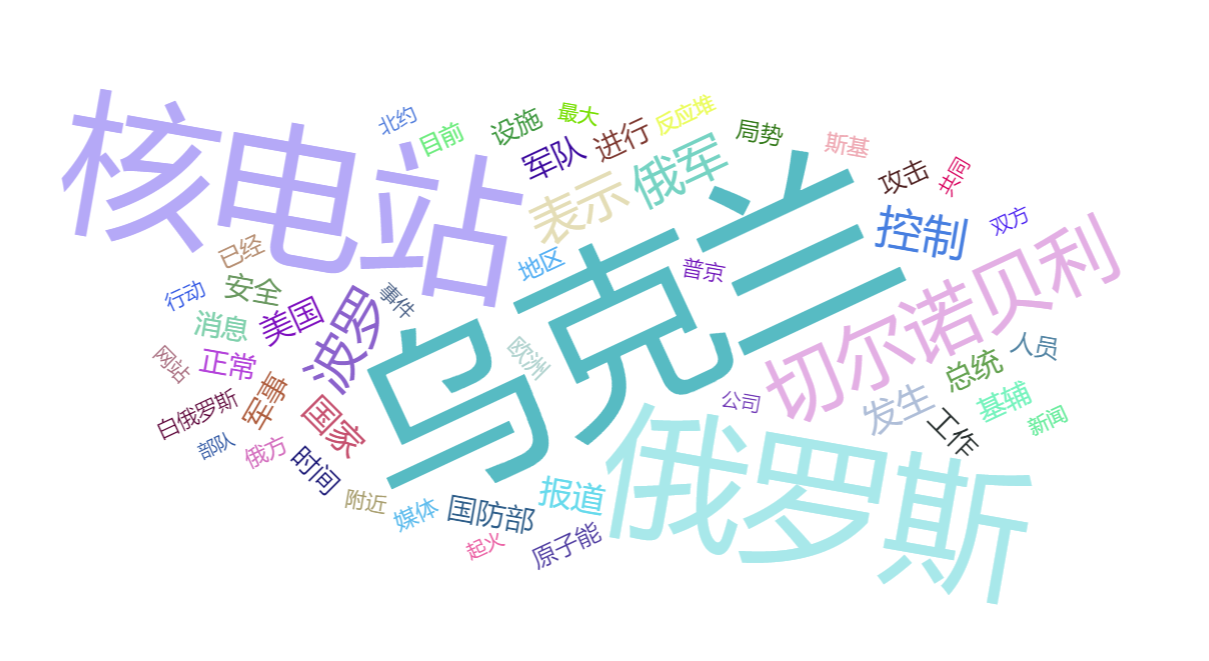 北约
目前
设施
最大
军队
进行
反应堆
局势
斯基
攻击
共同
核电站
表示
俄军
控制
双方
已经
地区
普京
乌克兰
切尔诺贝利
行动
安全
事件
消息
美国
波罗
欧洲
网站
正常
人员
总统
白俄罗斯
军事
国家
公司
发生
基辅
新闻
部队
俄方
时间
工作
附近
媒体
国防部
报道
俄罗斯
起火
原子能